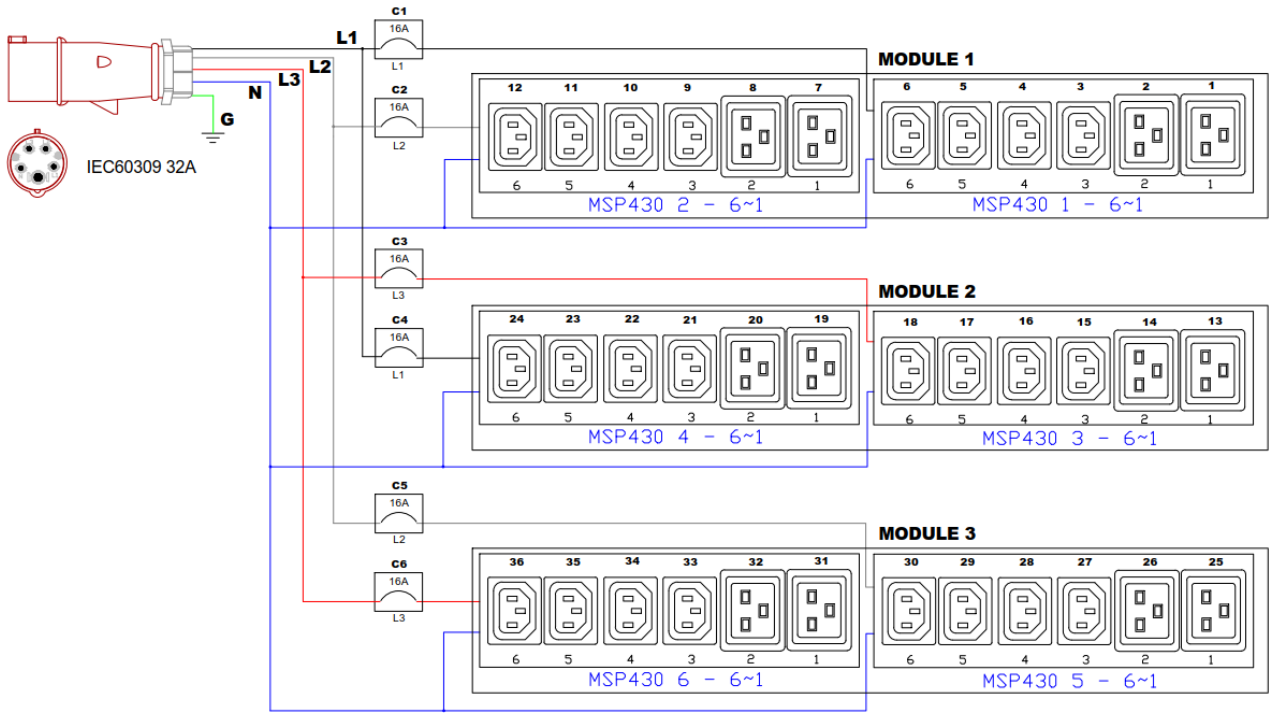 C1
16A
L1
L1
L2
L3
N
G
IEC60309 32A
C2
16A
L2
MODULE 1
12 11 10 9 8 7 6 5 4 3 2 1
6 5 4 3 2 1 6 5 4 3 2 1
MSP430 2 - 6~1 MSP430 1 - 6~1
C3
16A
L3
C4
16A
L1
MODULE 2
24 23 22 21 20 19 18 17 16 15 14 13
6 5 4 3 2 1 6 5 4 3 2 1
MSP430 4 - 6~1 MSP430 3 - 6~1
C5
16A
L2
C6
16A
L3
MODULE 3
36 35 34 33 32 31 30 29 28 27 26 25
6 5 4 3 2 1 6 5 4 3 2 1
MSP430 6 - 6~1 MSP430 5 - 6~1